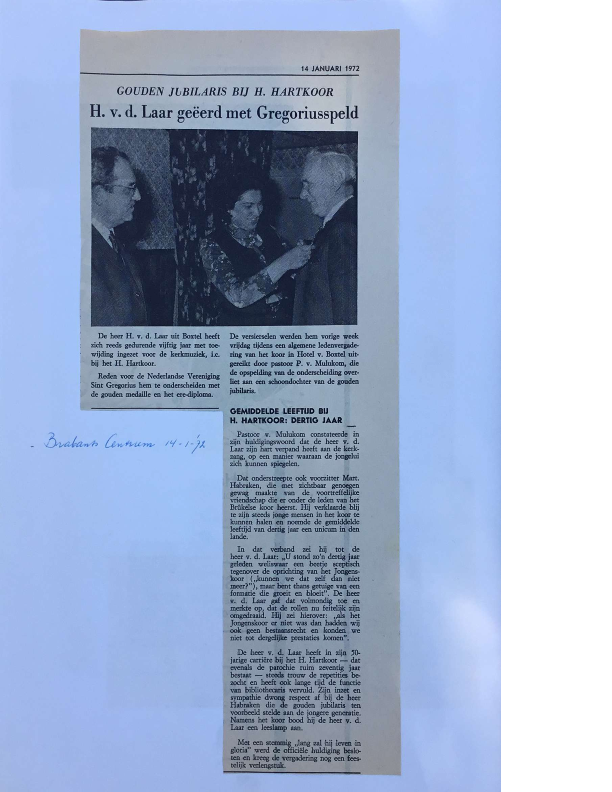 14 JANUARI 1972
GOUDEN JUBILARIS BIJ H. HARTKOOR
H. v. d. Laar geëerd met Gregoriusspeld
De heer H. v. d. Laar uit Boxtel heeft
zich reeds gedurende vijftig jaar met toe-
wijding ingezet voor de kerkmuziek, i.c.
bij het H. Hartkoor.
Reden voor de Nederlandse Vereniging
Sint Gregorius hem te onderscheiden met
de gouden medaille en het ere-diploma.
De versierselen werden hem vorige week
vrijdag tijdens een algemene ledenvergade-
ring van het koor in Hotel v. Boxtel uit-
gereikt door pastoor P. v. Mulukom, die
de opspelding van de onderscheiding over-
liet aan een schoondochter van de gouden
jubilaris.
GEMIDDELDE LEEFTIJD BIJ
H. HARTKOOR: DERTIG JAAR
Pastoor v. Mulukom constateerde in
zijn huldigingswoord dat de heer v. d.
Laar zijn hart verpand heeft aan de kerk-
zang, op een manier waaraan de jongelui
zich kunnen spiegelen.
Dat onderstreepte ook voorzitter Mart.
Habraken, die met zichtbaar genoegen
gewag maakte van de voortreffelijke
vriendschap die er onder de leden van het
Brükelse koor heerst. Hij verklaarde blij
te zijn steeds jonge mensen in het koor te
kunnen halen en noemde de gemiddelde
leeftijd van dertig jaar een unicum in den
lande.
In dat verband zei hij tot de
heer v. d. Laar: „U stond zo'n dertig jaar
geleden weliswaar een beetje sceptisch
tegenover de oprichting van het Jongens-
koor („kunnen we dat zelf dan niet
meer?"), maar bent thans getuige van een
formatie die groeit en bloeit". De heer
v. d. Laar gaf dat volmondig toe en
merkte op, dat de rollen nu feitelijk zijn
omgedraaid. Hij zei hierover: „als het
Jongenskoor er niet was dan hadden wij
ook geen bestaansrecht en konden we
niet tot dergelijke prestaties komen".
De heer v. d. Laar heeft in zijn 50-
jarige carrière bij het H. Hartkoor — dat
evenals de parochie ruim zeventig jaar
bestaat — steeds trouw de repetities be-
zocht en heeft ook lange tijd de functie
van bibliothecaris vervuld. Zijn inzet en
sympathie dwong respect af bij de heer
Habraken die de gouden jubilaris ten
voorbeeld stelde aan de jongere generatie.
Namens het koor bood hij de heer v. d.
Laar een leeslamp aan.
Met een stemmig „lang zal hij leven in
gloria" werd de officiële huldiging beslo-
ten en kreeg de vergadering nog een fees-
telijk verlengstuk.
- Brabants Centrum 14-1-'72